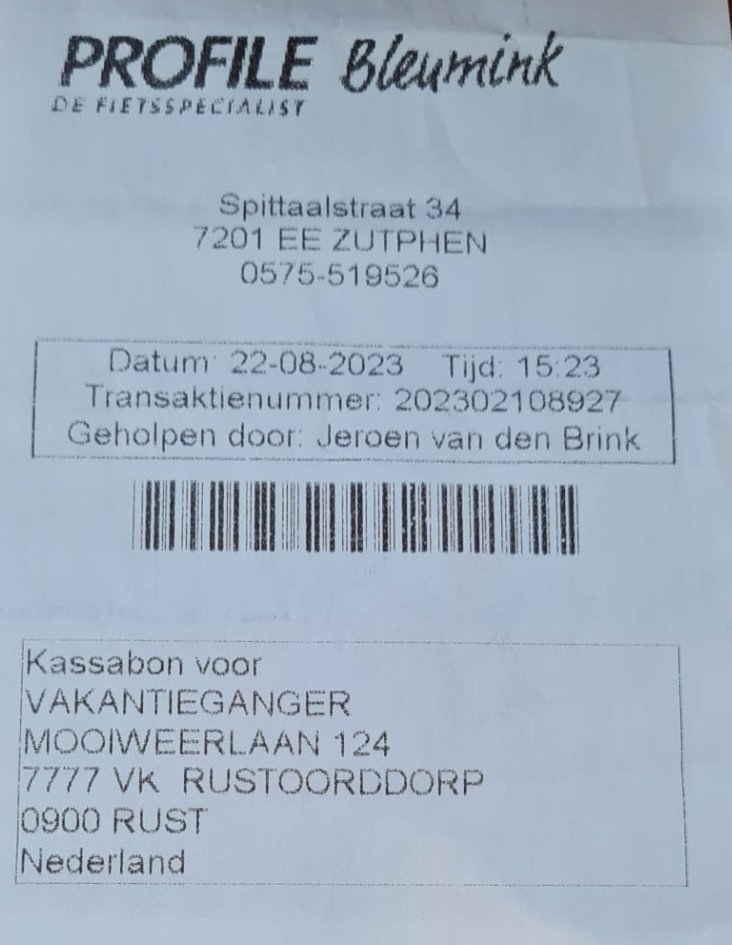 PROFILE Bleumink
DE FIETSSPECIALIST
Spittaalstraat 34
7201 EE ZUTPHEN
0575-519526
Datum: 22-08-2023 Tijd: 15:23
Transaktienummer: 202302108927
Geholpen door: Jeroen van den Brink
Kassabon voor
VAKANTIEGANGER
MOOIWEERLAAN 124
7777 VK RUSTOORDDORP
0900 RUST
Nederland